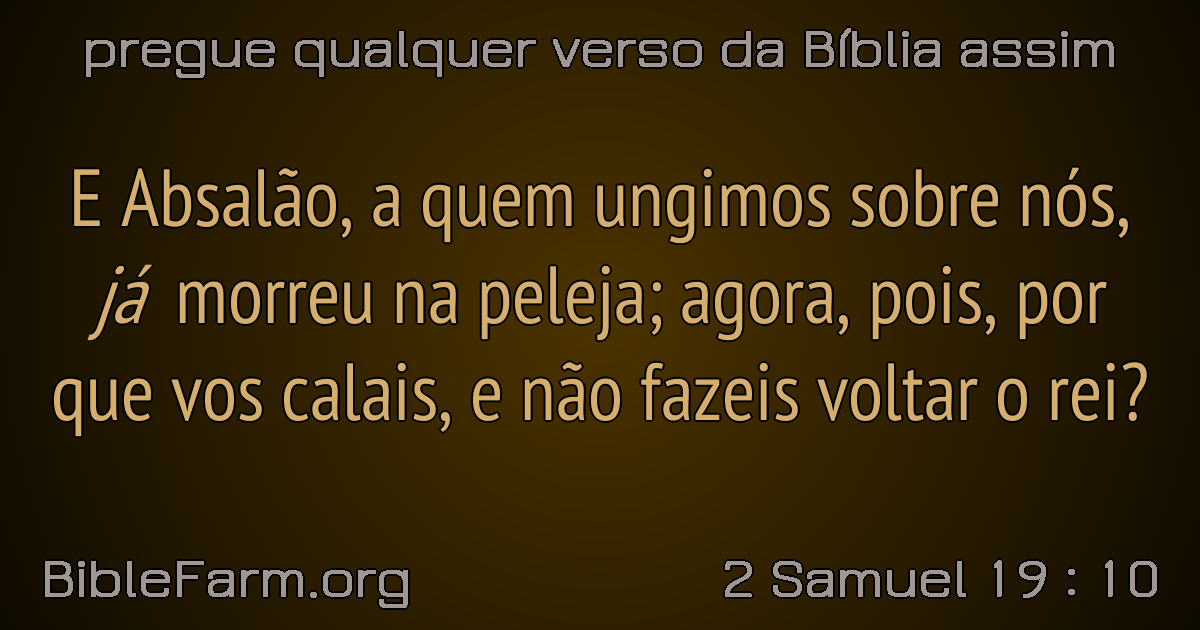 pregue qualquer verso da Bíblia assim
E Absalão, a quem ungimos sobre nós,
já morreu na peleja; agora, pois, por
que vos calais, e não fazeis voltar o rei?
BibleFarm.org
2 Samuel 19 : 10